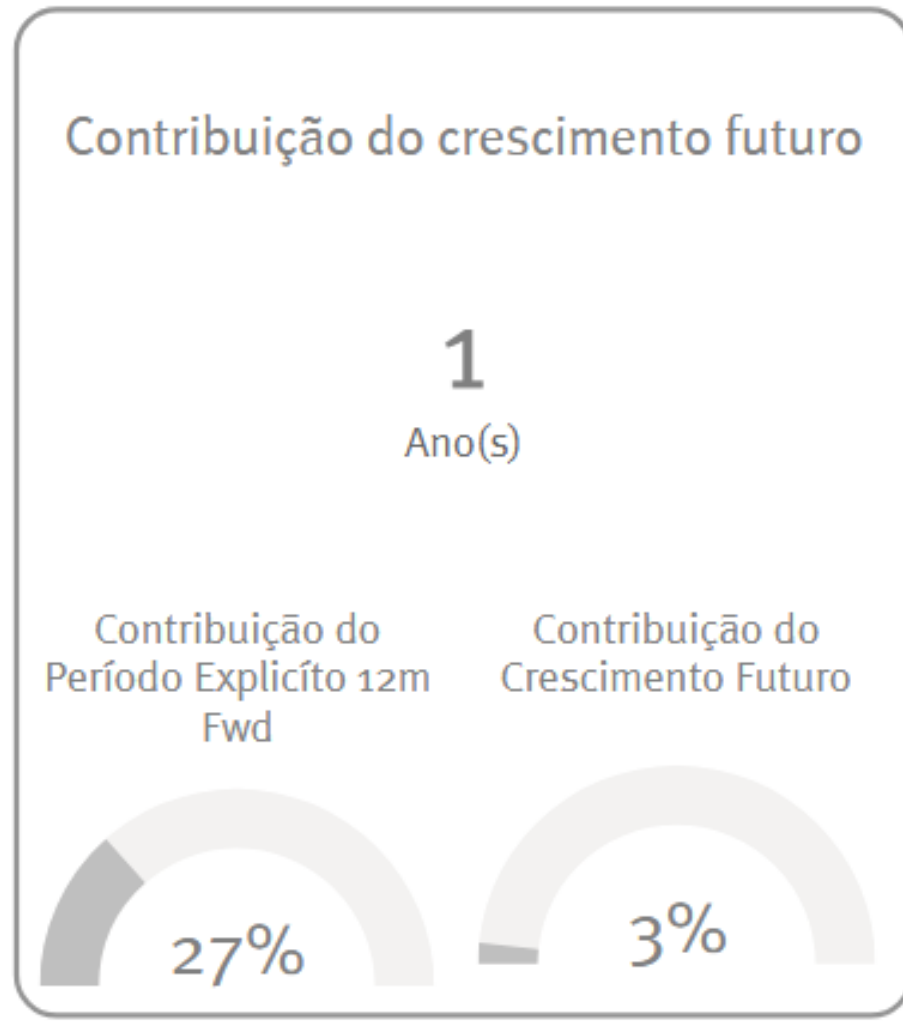 Contribuição do crescimento futuro
1
Ano(s)
Contribuição do
Período Explicíto 12m
Fwd
27%
Contribuição do
Crescimento Futuro
3%